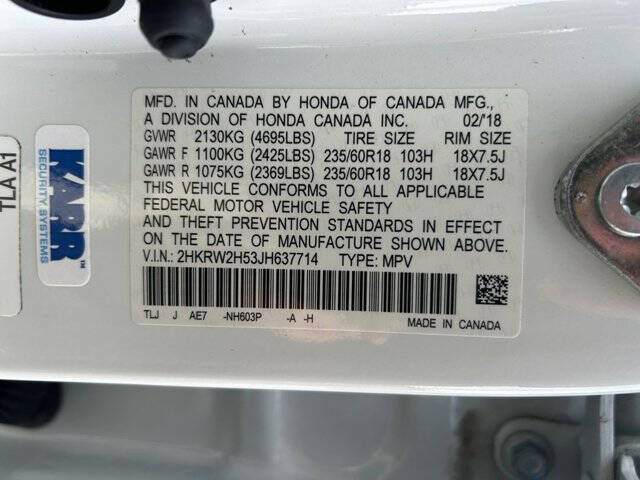 MFD. IN CANADA BY HONDA OF CANADA MFG.,
A DIVISION OF HONDA CANADA INC. 02/'18
GVWR 2130KG (4695LBS) TIRE SIZE RIM SIZE
GAWR F 1100KG (2425LBS) 235/60R18 103H 18X7.5J
GAWR R 1075KG (2369LBS) 235/60R18 103H 18X7.5J
THIS VEHICLE CONFORMS TO ALL APPLICABLE
FEDERAL MOTOR VEHICLE SAFETY
AND THEFT PREVENTION STANDARDS IN EFFECT
ON THE DATE OF MANUFACTURE SHOWN ABOVE.
V.I.N.: 2HKRW2H53JH637714 TYPE: MPV
TLJ J AE7 -NH603P -A -H MADE IN CANADA
KARR™
SECURITY SYSTEMS
TLA A1